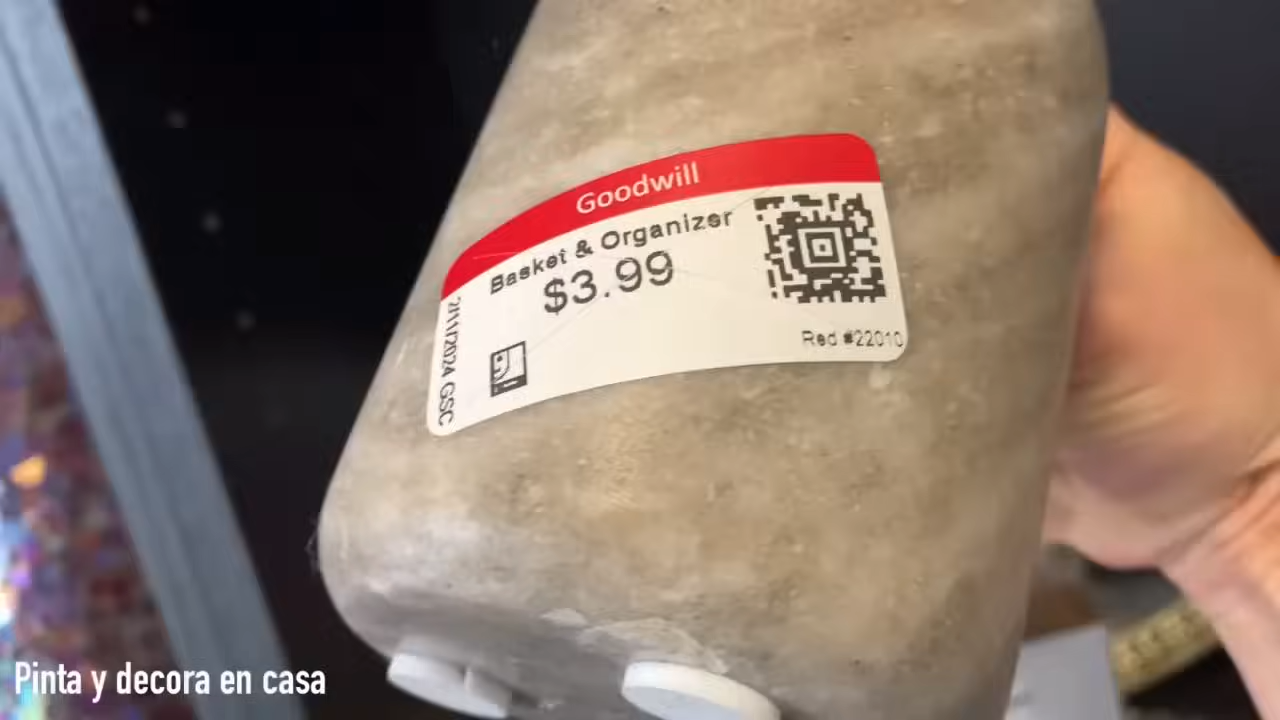 Goodwill
Basket & Organizer
$3.99
2/1/2024 GSC
Red #22010
Pinta y decora en casa